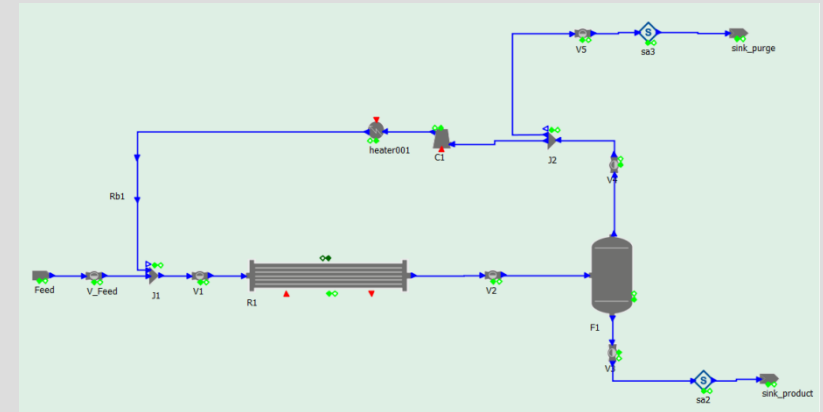 V5
S
sa3
sink_purge
heater001
C1
J2
V4
Rb1
Feed
V_Feed
J1
V1
R1
V2
F1
V3
S
sa2
sink_product